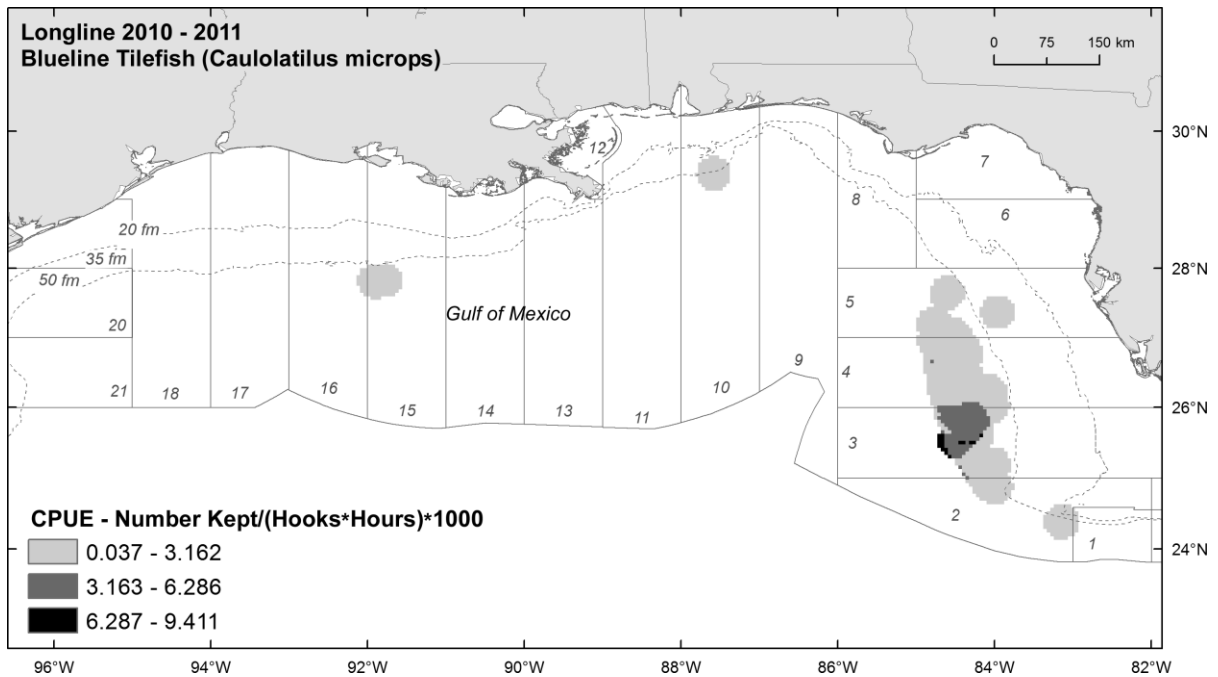 Longline 2010 - 2011
Blueline Tilefish (Caulolatilus microps)
0 75 150 km
30°N
28°N
26°N
24°N
12
7
8
6
20 fm
35 fm
50 fm
Gulf of Mexico
5
20
9
4
21
18
17
16
15
14
13
11
10
3
2
1
CPUE - Number Kept/(Hooks*Hours)*1000
0.037 - 3.162
3.163 - 6.286
6.287 - 9.411
96°W 94°W 92°W 90°W 88°W 86°W 84°W 82°W